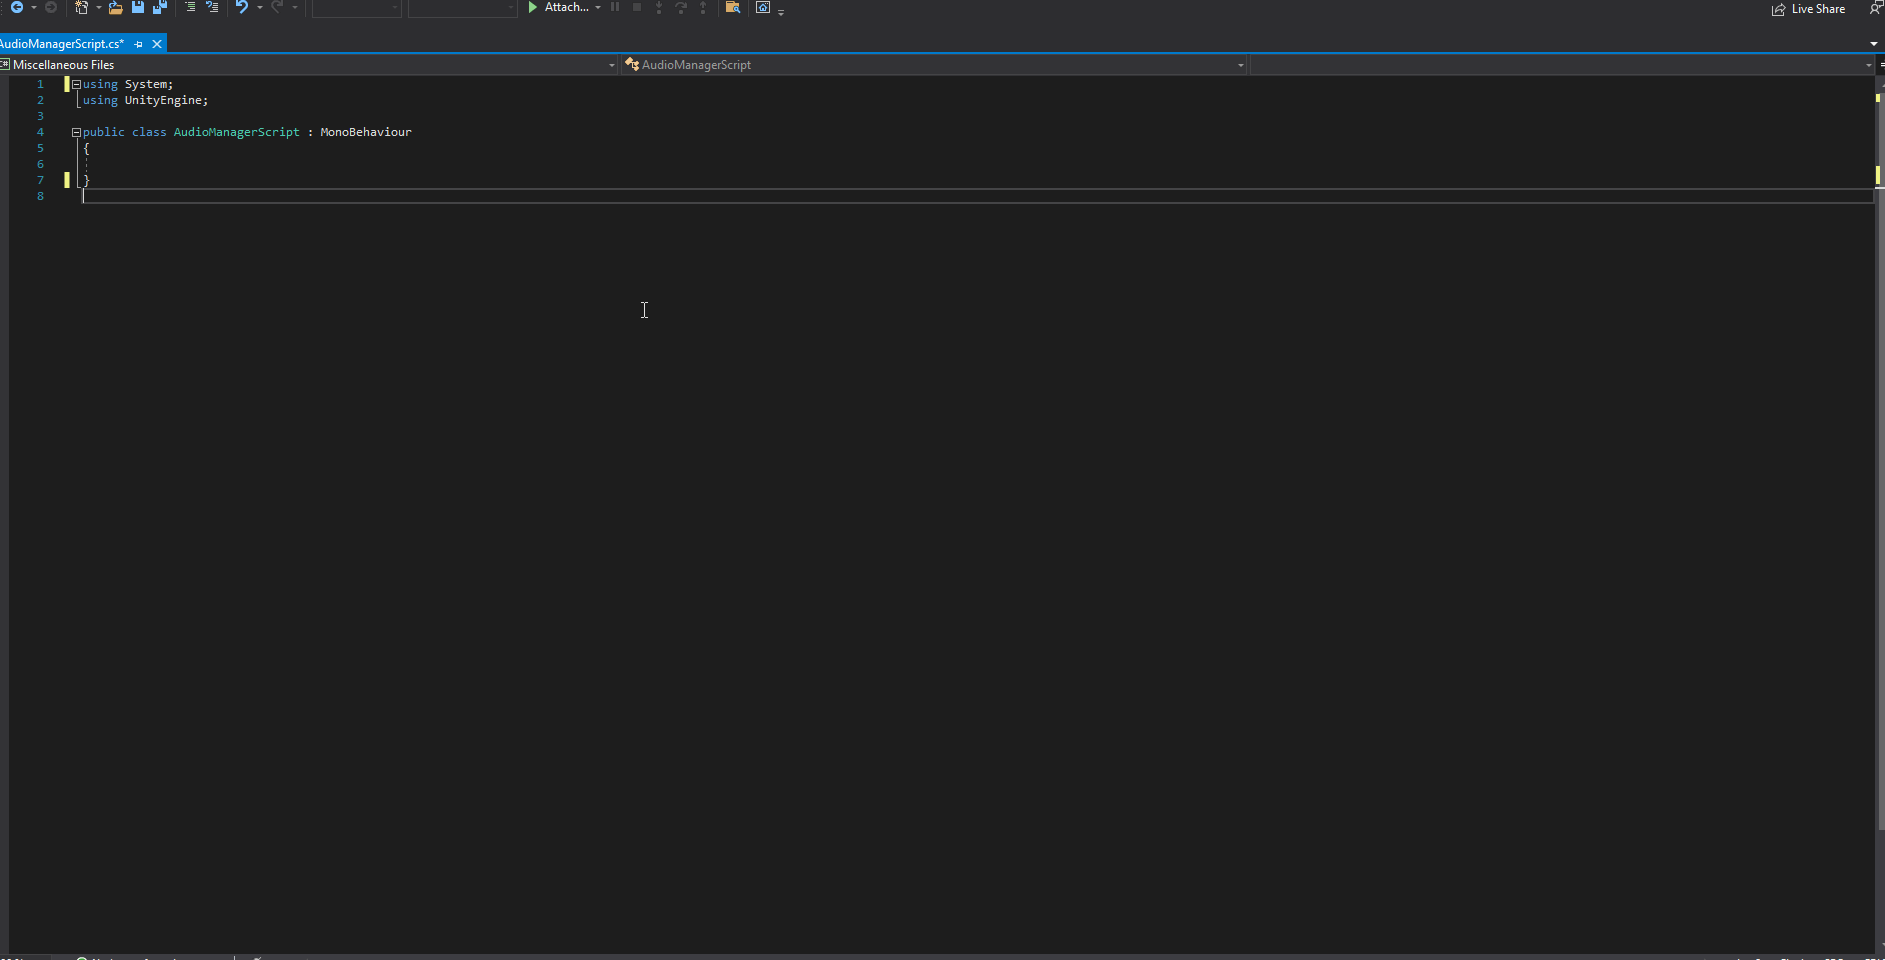 Attach...
Live Share
AudioManagerScript.cs*
C# Miscellaneous Files
AudioManagerScript
1 using System;
2 using UnityEngine;
3
4 public class AudioManagerScript : MonoBehaviour
5 {
6
7 }
8